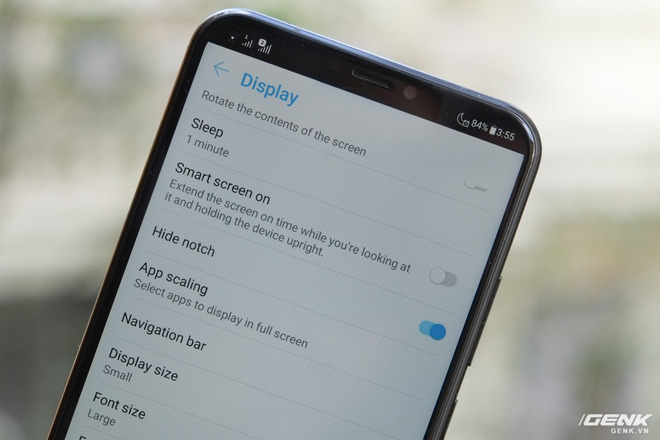 1
2
84%
3:55
Display
Rotate the contents of the screen
Sleep
1 minute
Smart screen on
Extend the screen on time while you're looking at
it and holding the device upright.
Hide notch
App scaling
Select apps to display in full screen
Navigation bar
Display size
Small
Font size
Large
GENK
GENK.VN